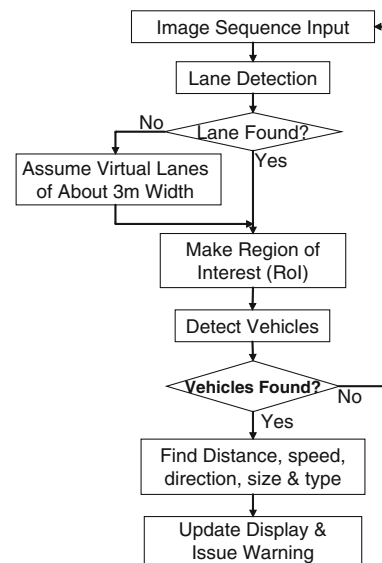 Image Sequence Input
Lane Detection
No
Lane Found?
Yes
Assume Virtual Lanes
of About 3m Width
Make Region of
Interest (RoI)
Detect Vehicles
Vehicles Found?
No
Yes
Find Distance, speed,
direction, size & type
Update Display &
Issue Warning